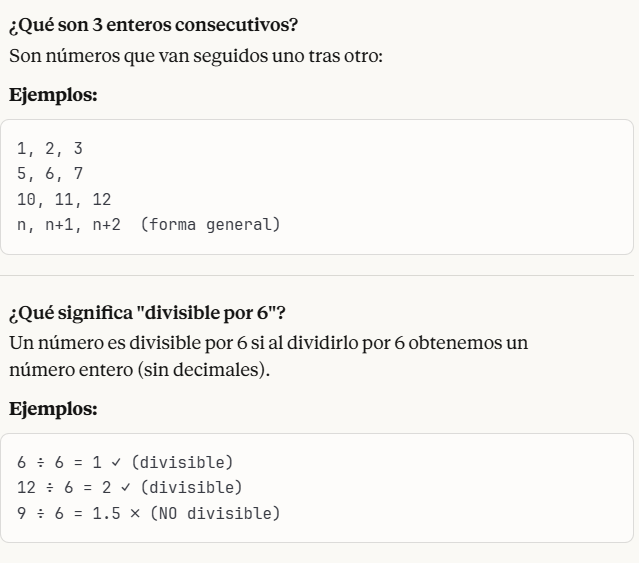 ¿Qué son 3 enteros consecutivos?
Son números que van seguidos uno tras otro:
Ejemplos:
1, 2, 3
5, 6, 7
10, 11, 12
n, n+1, n+2  (forma general)
¿Qué significa "divisible por 6"?
Un número es divisible por 6 si al dividirlo por 6 obtenemos un
número entero (sin decimales).
Ejemplos:
6 ÷ 6 = 1 ✓ (divisible)
12 ÷ 6 = 2 ✓ (divisible)
9 ÷ 6 = 1.5 × (NO divisible)